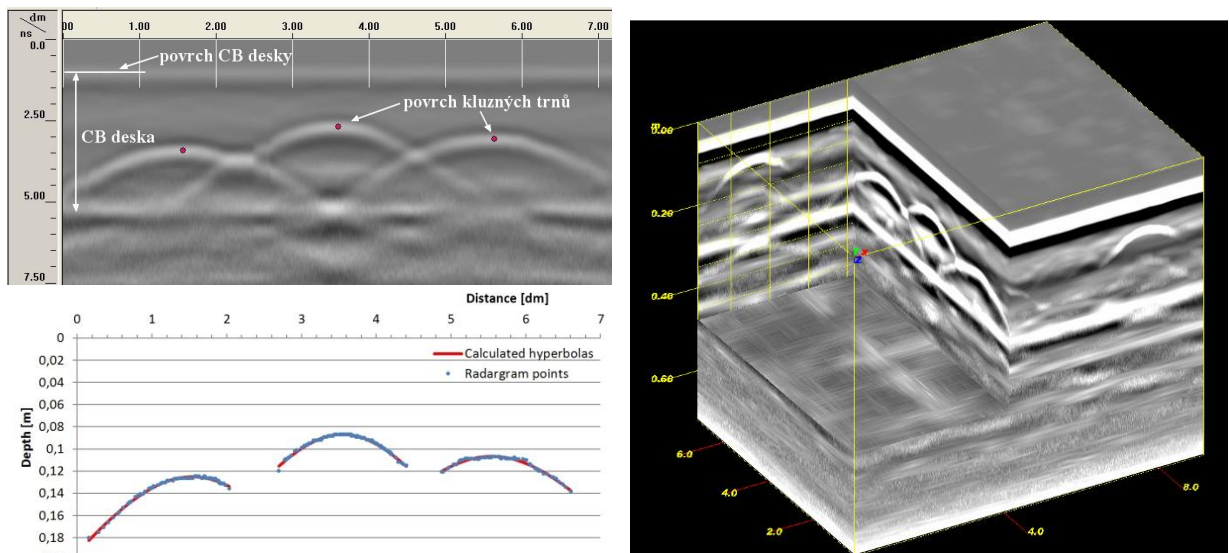 dm
ns
.00 1.00 2.00 3.00 4.00 5.00 6.00 7.00
0.0
povrch CB desky
povrch kluzných trnů
2.50
CB deska
5.00
7.50
Distance [dm]
0 1 2 3 4 5 6 7
0
0,02
0,04
0,06
0,08
0,1
0,12
0,14
0,16
0,18
Depth [m]
Calculated hyperbolas
Radargram points
m
0.00
0.20
0.40
0.60
x
z
6.0
4.0
2.0
4.0
8.0